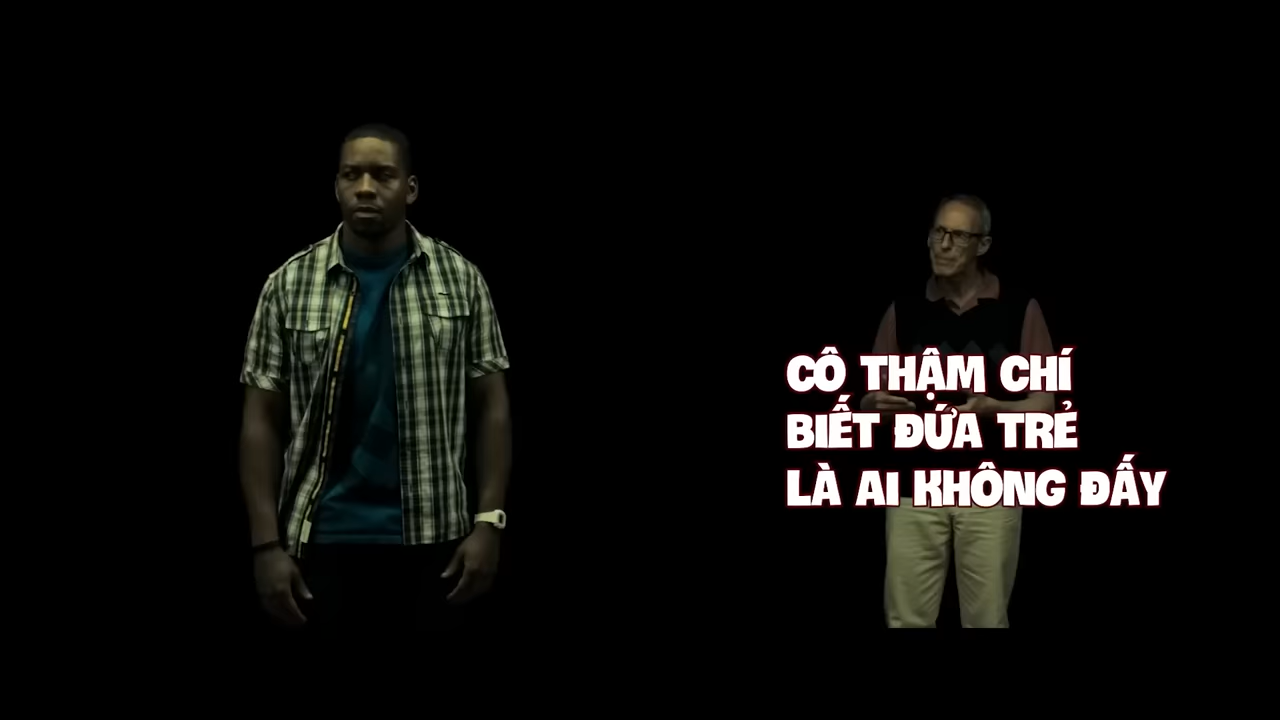 CÔ THẬM CHÍ
BIẾT ĐỨA TRẺ
LÀ AI KHÔNG ĐẤY